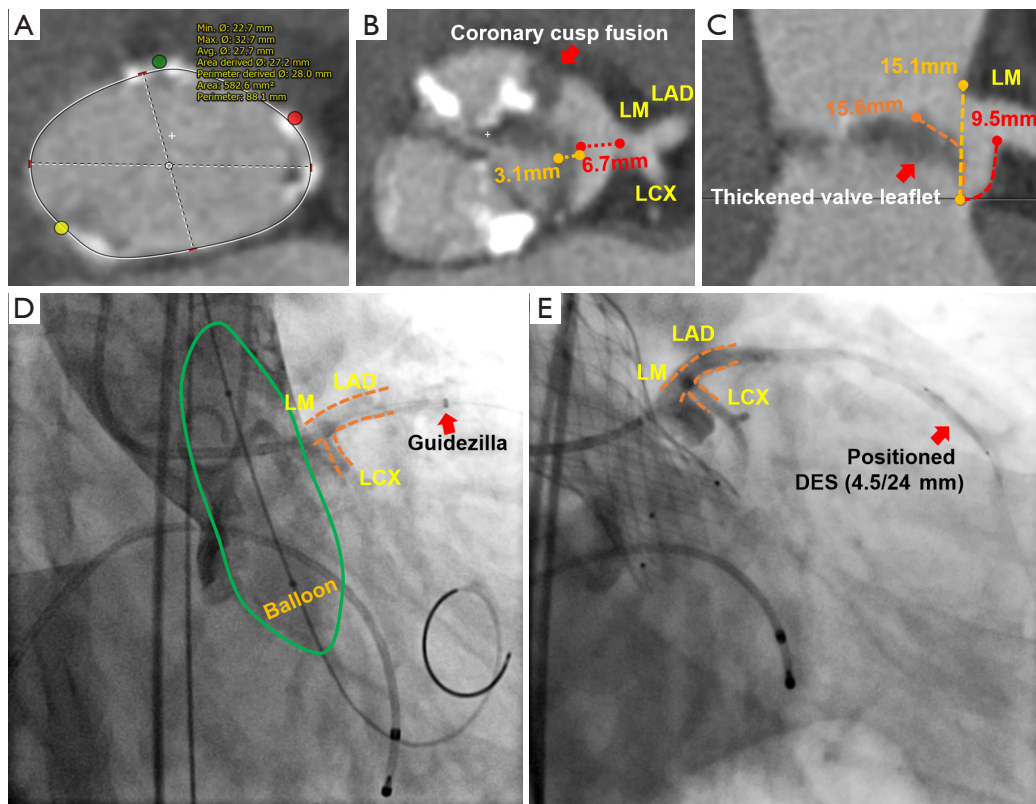 A
Min. Ø: 22.7 mm
Max. Ø: 32.7 mm
Avg. Ø: 27.7 mm
Area derived Ø: 27.2 mm
Perimeter derived Ø: 28.0 mm
Area: 582.6 mm²
Perimeter: 88.1 mm
B
Coronary cusp fusion
LM
LAD
3.1mm
6.7mm
LCX
C
15.1mm
LM
15.6mm
9.5mm
Thickened valve leaflet
D
LAD
LM
Guidezilla
LCX
Balloon
E
LAD
LM
LCX
Positioned
DES (4.5/24 mm)